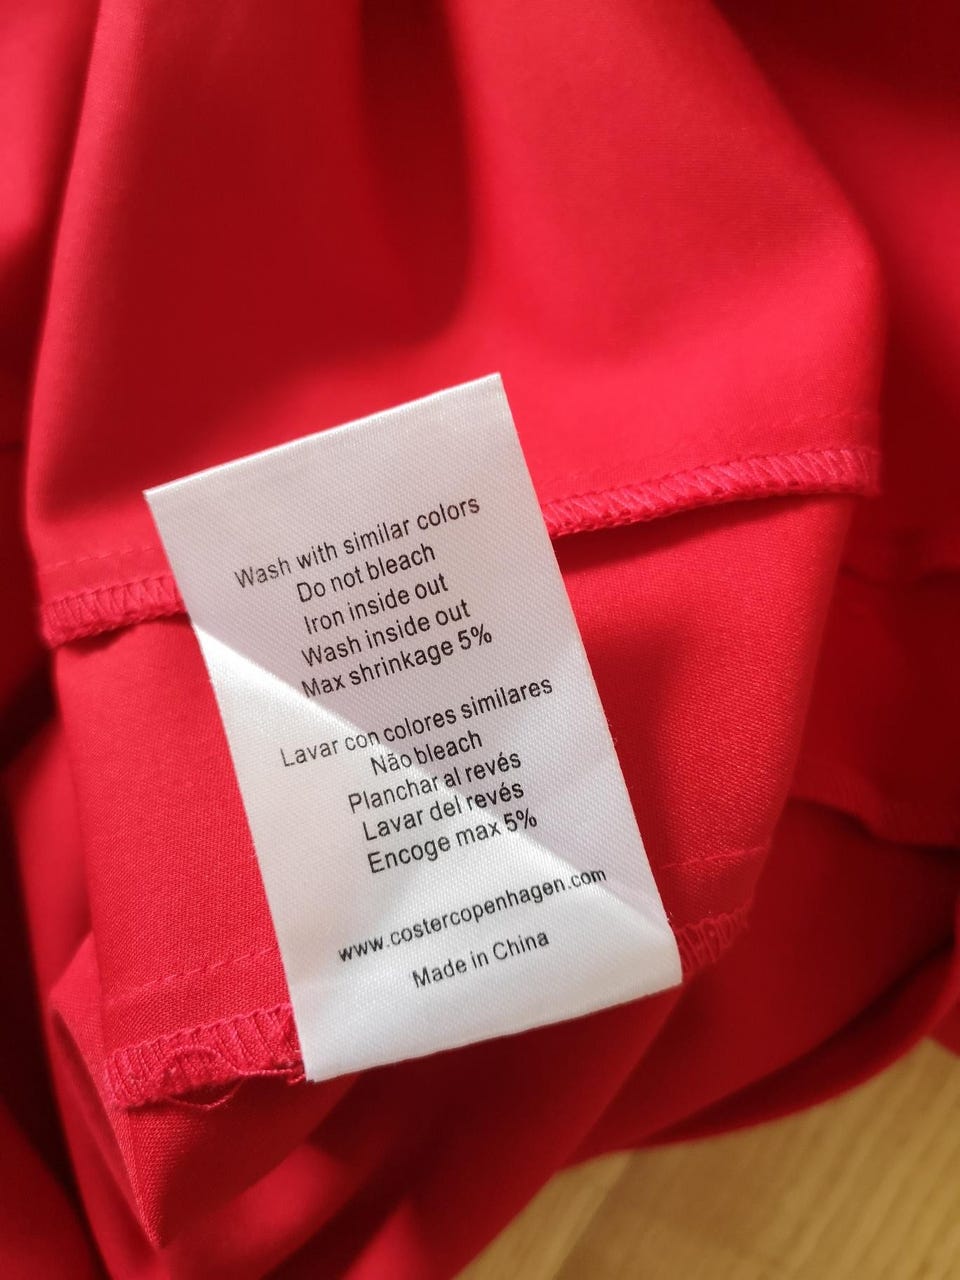 Wash with similar colors
Do not bleach
Iron inside out
Wash inside out
Max shrinkage 5%
Lavar con colores similares
Não bleach
Planchar al revés
Lavar del revés
Encoge max 5%
www.costercopenhagen.com
Made in China